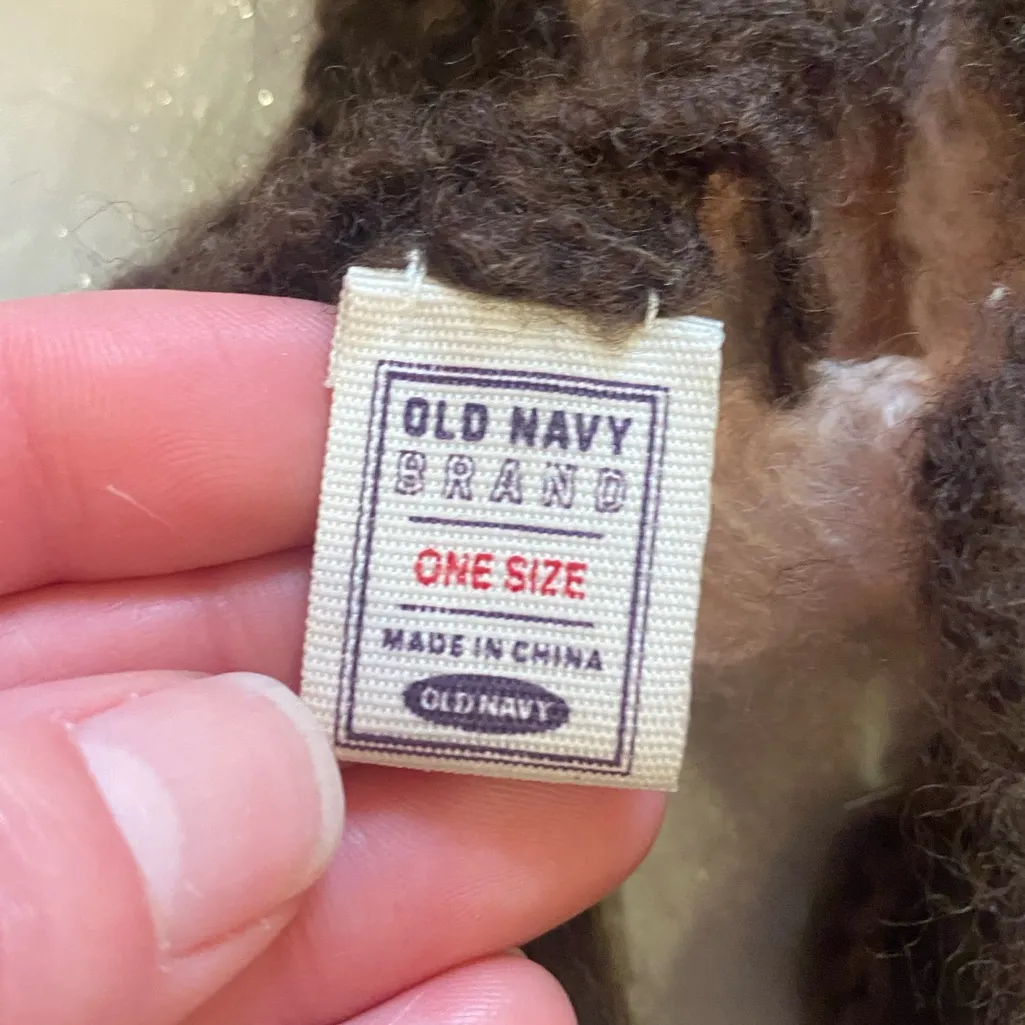 OLD NAVY
BRAND
ONE SIZE
MADE IN CHINA
OLD NAVY